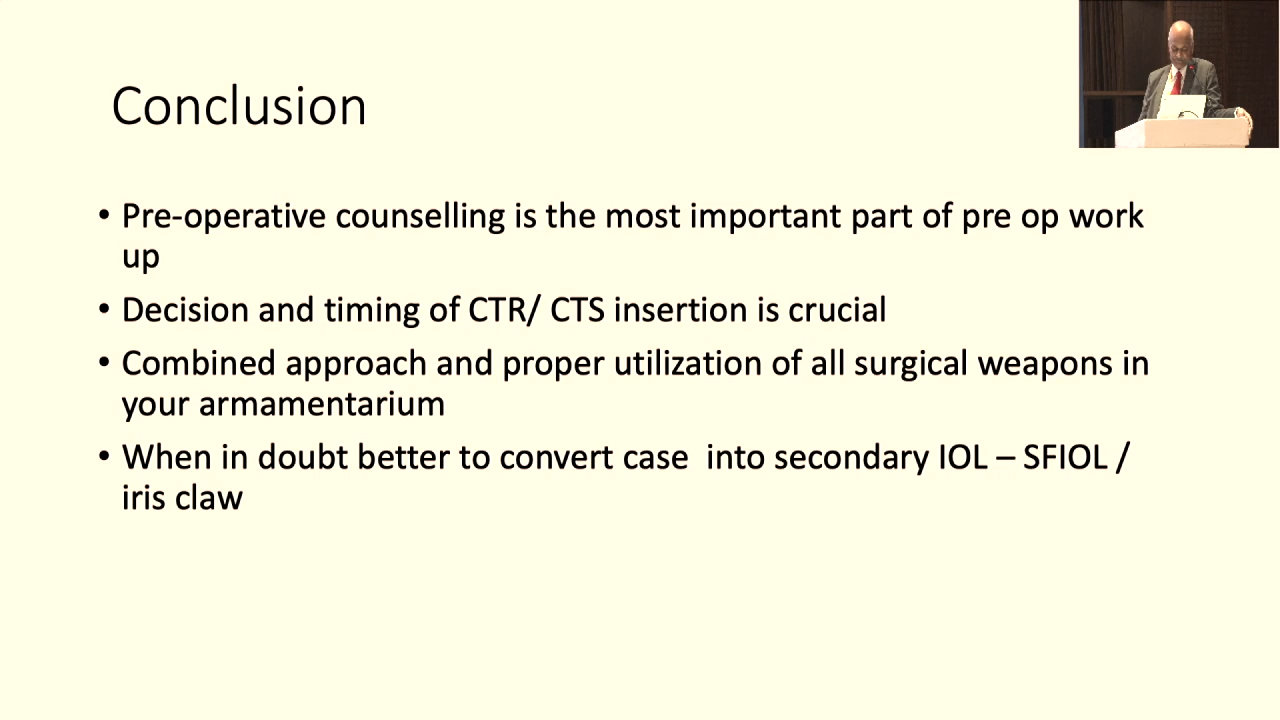 Conclusion
• Pre-operative counselling is the most important part of pre op work
up
• Decision and timing of CTR/ CTS insertion is crucial
• Combined approach and proper utilization of all surgical weapons in
your armamentarium
• When in doubt better to convert case  into secondary IOL – SFIOL /
iris claw